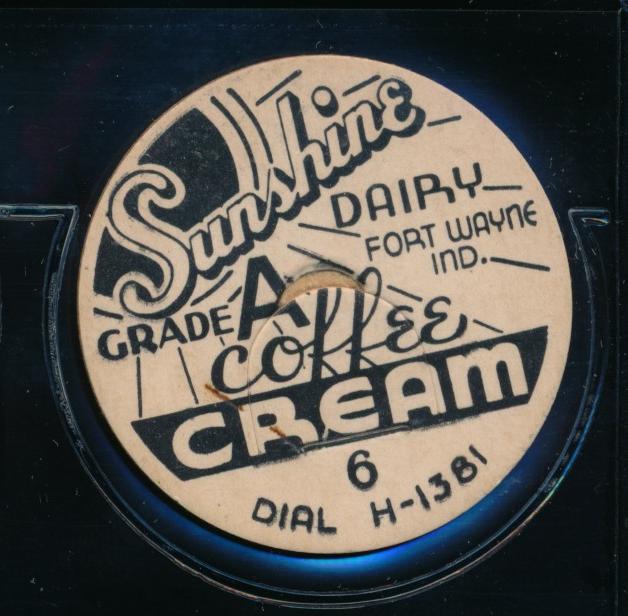 Sunshine
DAIRY
FORT WAYNE
IND.
GRADE A
coffee
CREAM
6
DIAL H-1381